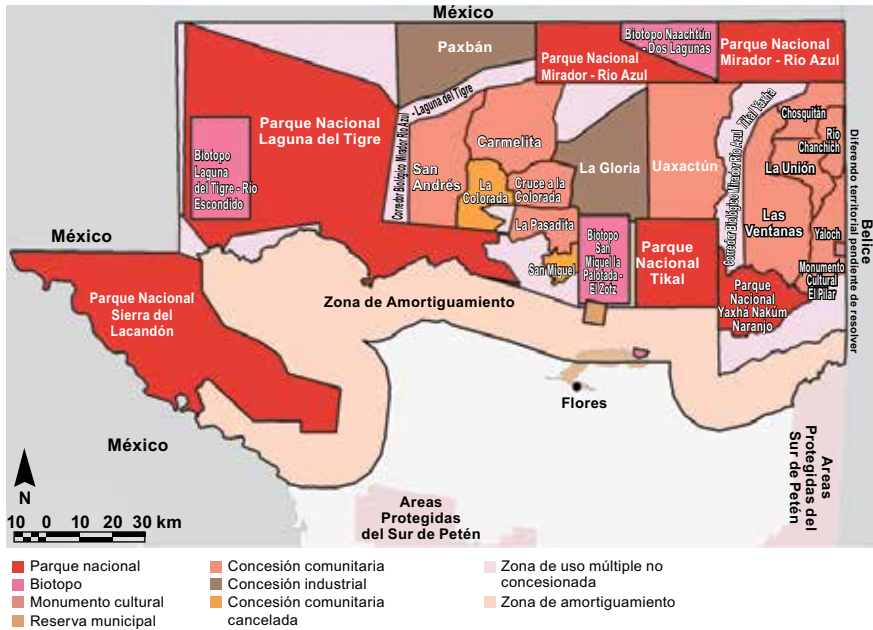 México
Paxbán
Parque Nacional
Mirador - Río Azul
Biotopo Naachtún
- Dos Lagunas
Parque Nacional
Mirador - Río Azul
Parque Nacional
Laguna del Tigre
Biotopo
Laguna
del Tigre - Río
Escondido
Corredor Biológico Mirador Río Azul
- Laguna del Tigre
Carmelita
San
Andrés
La
Colorada
Cruce a la
Colorada
La Pasadita
San Miguel
La Gloria
Uaxactún
Biotopo
San
Miguel la
Palotada -
El Zotz
Parque
Nacional
Tikal
Corredor Biológico Mirador Río Azul
Tikal Yaxha
Chosquitán
Río
Chanchich
La Unión
Las
Ventanas
Yáloch
Monumento
Cultural
El Pilar
Parque
Nacional
Yaxhá Nakúm
Naranjo
Diferendo territorial pendiente de
resolver
Belice
México
Parque Nacional
Sierra del
Lacandón
Zona de Amortiguamiento
Flores
México
Areas
Protegidas
del Sur de Petén
Areas
Protegidas del
Sur de Petén
N
10 0 10 20 30 km
Parque nacional
Biotopo
Monumento cultural
Reserva municipal
Concesión comunitaria
Concesión industrial
Concesión comunitaria
cancelada
Zona de uso múltiple no
concesionada
Zona de amortiguamiento